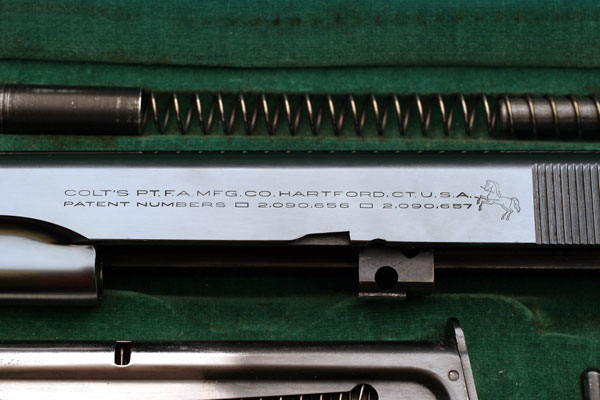 COLT'S PT. F. A. MFG. CO. HARTFORD, CT. U. S. A.
PATENT NUMBERS □ 2,090,656 □ 2,090,657